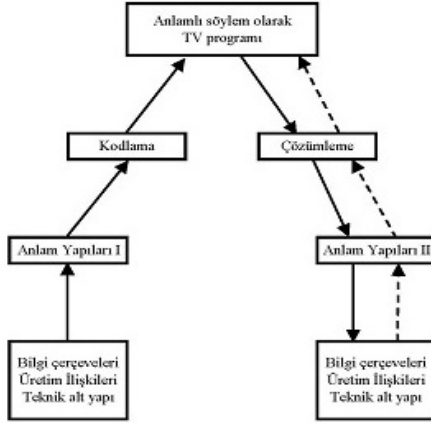 Anlamlı söylem olarak
TV programı
Kodlama
Çözümleme
Anlam Yapıları I
Anlam Yapıları II
Bilgi çerçeveleri
Üretim İlişkileri
Teknik alt yapı
Bilgi çerçeveleri
Üretim İlişkileri
Teknik alt yapı